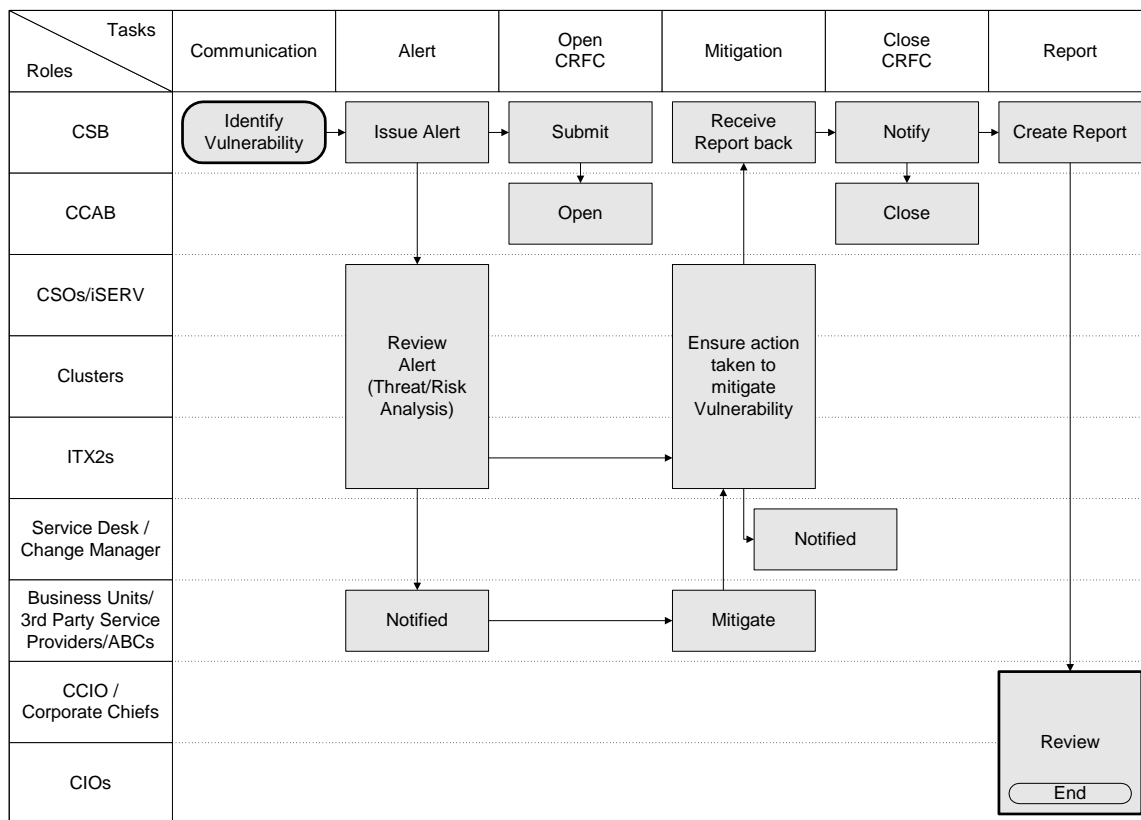 Tasks
Roles
Communication
Alert
Open
CRFC
Mitigation
Close
CRFC
Report
CSB
Identify
Vulnerability
Issue Alert
Submit
Receive
Report back
Notify
Create Report
CCAB
Open
Close
CSOs/iSERV
Clusters
ITX2s
Review
Alert
(Threat/Risk
Analysis)
Ensure action
taken to
mitigate
Vulnerability
Service Desk /
Change Manager
Notified
Business Units/
3rd Party Service
Providers/ABCs
Notified
Mitigate
CCIO /
Corporate Chiefs
CIOs
Review
End